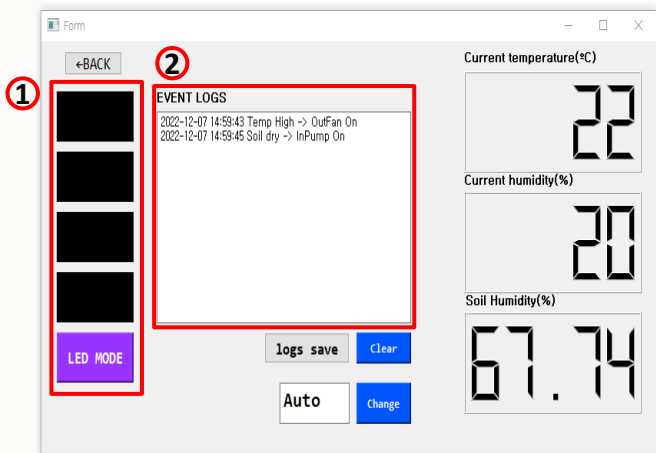 Form
←BACK
①
②
EVENT LOGS
2022-12-07 14:59:43 Temp High -> OutFan On
2022-12-07 14:59:45 Soil dry -> InPump On
LED MODE
logs save
Clear
Auto
Change
Current temperature(ºC)
22
Current humidity(%)
20
Soil Humidity(%)
67.74